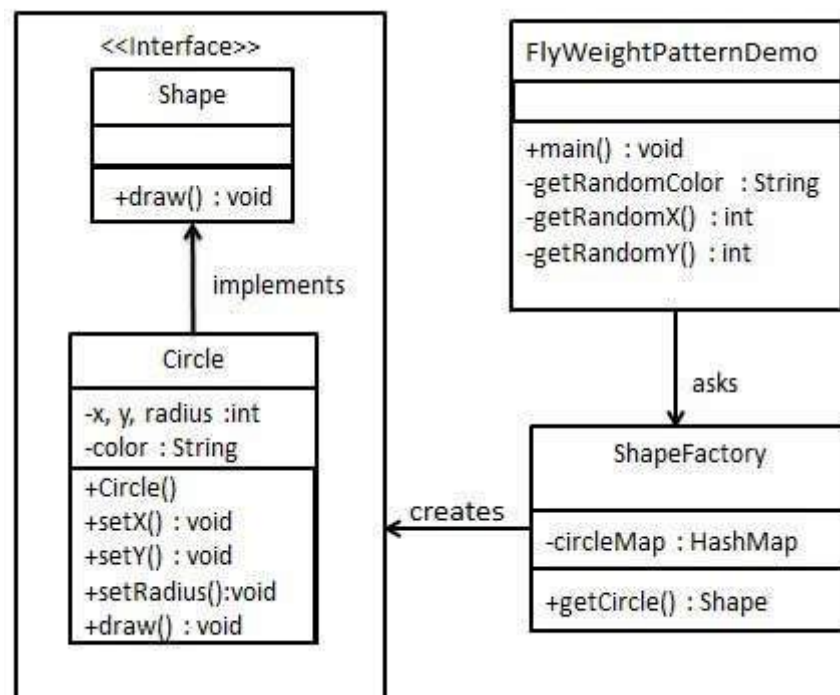 <<Interface>>
Shape
+draw() : void
implements
Circle
-x, y, radius :int
-color : String
+Circle()
+setX() : void
+setY() : void
+setRadius():void
+draw() : void
FlyWeightPatternDemo
+main() : void
-getRandomColor : String
-getRandomX() : int
-getRandomY() : int
asks
ShapeFactory
-circleMap : HashMap
+getCircle() : Shape
creates